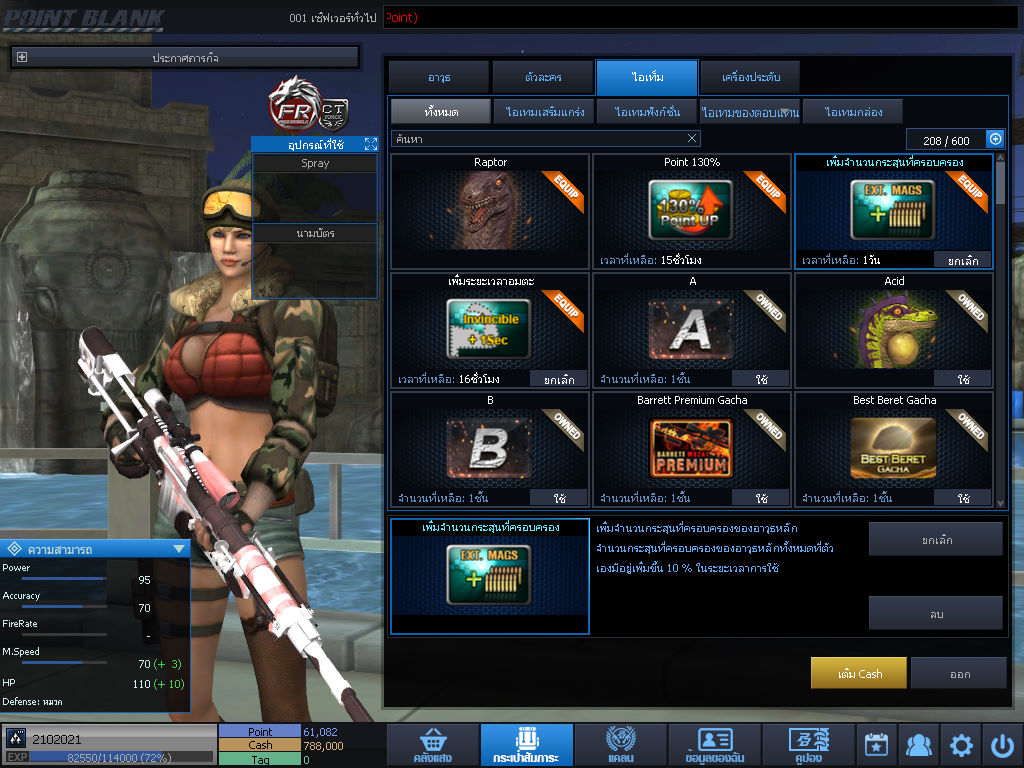 POINT BLANK
001 เซิฟเวอร์ทั่วไป
Point)
ประกาศภารกิจ
FR
CT
FORCE
อุปกรณ์ที่ใช้
Spray
นามบัตร
อาวุธ
ตัวละคร
ไอเท็ม
เครื่องประดับ
ทั้งหมด
ไอเทมเสริมแกร่ง
ไอเทมฟังก์ชั่น
ไอเทมของตอบแทน
ไอเทมกล่อง
ค้นหา
208 / 600
Raptor
EQUIP
Point 130%
130%
Point UP
EQUIP
เวลาที่เหลือ: 15ชั่วโมง
เพิ่มจำนวนกระสุนที่ครอบครอง
EXT. MAGS
EQUIP
เวลาที่เหลือ: 1วัน
ยกเลิก
เพิ่มระยะเวลาอมตะ
Invincible
+ 1Sec
EQUIP
เวลาที่เหลือ: 16ชั่วโมง
ยกเลิก
A
A
OWNED
จำนวนที่เหลือ: 1ชิ้น
ใช้
Acid
OWNED
ใช้
B
B
OWNED
จำนวนที่เหลือ: 1ชิ้น
ใช้
Barrett Premium Gacha
BARRETT M82A1
PREMIUM
OWNED
จำนวนที่เหลือ: 1ชิ้น
ใช้
Best Beret Gacha
BEST BERET
GACHA
OWNED
จำนวนที่เหลือ: 1ชิ้น
ใช้
เพิ่มจำนวนกระสุนที่ครอบครอง
EXT. MAGS
เพิ่มจำนวนกระสุนที่ครอบครองของอาวุธหลัก
จำนวนกระสุนที่ครอบครองของอาวุธหลักทั้งหมดที่ตัว
เองมีอยู่เพิ่มขึ้น 10 % ในระยะเวลาการใช้
ยกเลิก
ลบ
เติม Cash
ออก
ความสามารถ
Power
95
Accuracy
70
FireRate
-
M.Speed
70 (+ 3)
HP
110 (+ 10)
Defense: หมวก
2102021
EXP
82550/114000 (72%)
Point 61,082
Cash 788,000
Tag 0
คลังแสง
กระเป๋าสัมภาระ
แคลน
ข้อมูลของฉัน
คูปอง